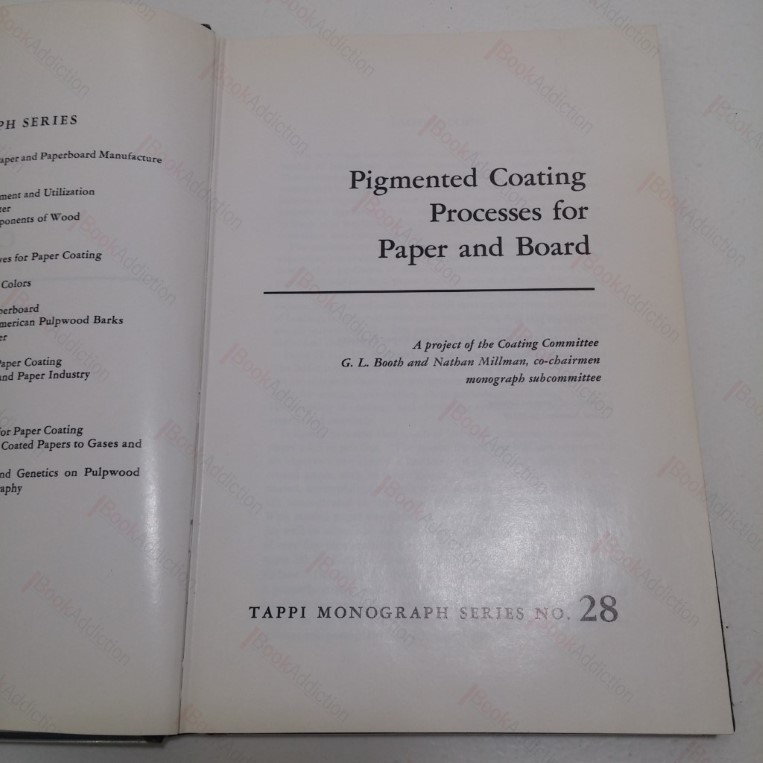 PH SERIES
aper and Paperboard Manufacture
ment and Utilization
ter
ponents of Wood
ves for Paper Coating
Colors
perboard
merican Pulpwood Barks
er
aper Coating
nd Paper Industry
for Paper Coating
Coated Papers to Gases and
nd Genetics on Pulpwood
aphy
Pigmented Coating
Processes for
Paper and Board
A project of the Coating Committee
G. L. Booth and Nathan Millman, co-chairmen
monograph subcommittee
TAPPI MONOGRAPH SERIES NO. 28
iBookAddiction